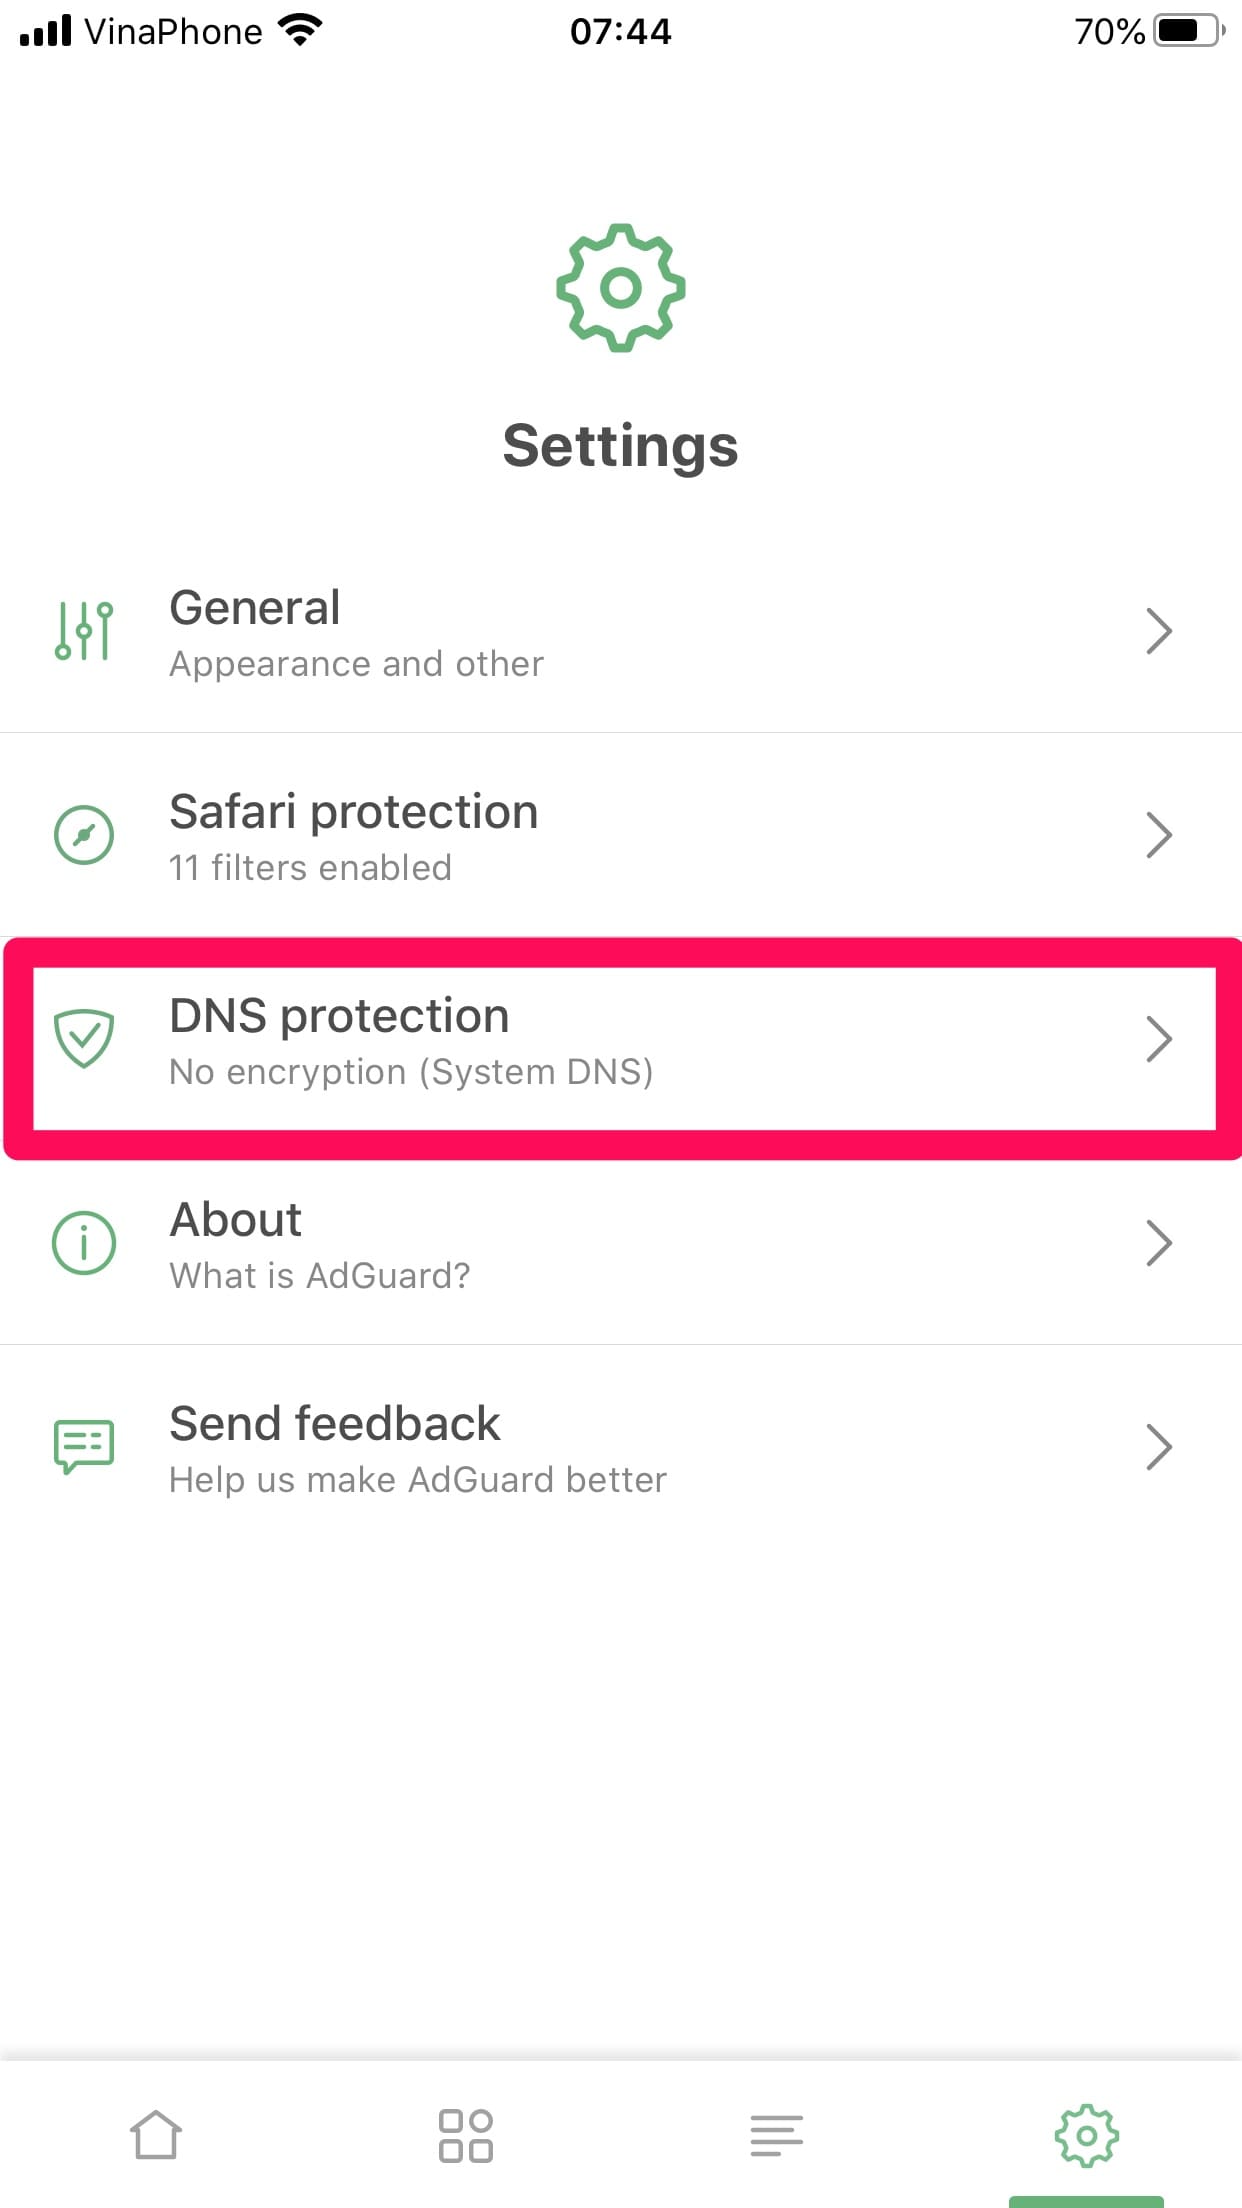 VinaPhone 07:44 70%
Settings
General
Appearance and other
Safari protection
11 filters enabled
DNS protection
No encryption (System DNS)
About
What is AdGuard?
Send feedback
Help us make AdGuard better